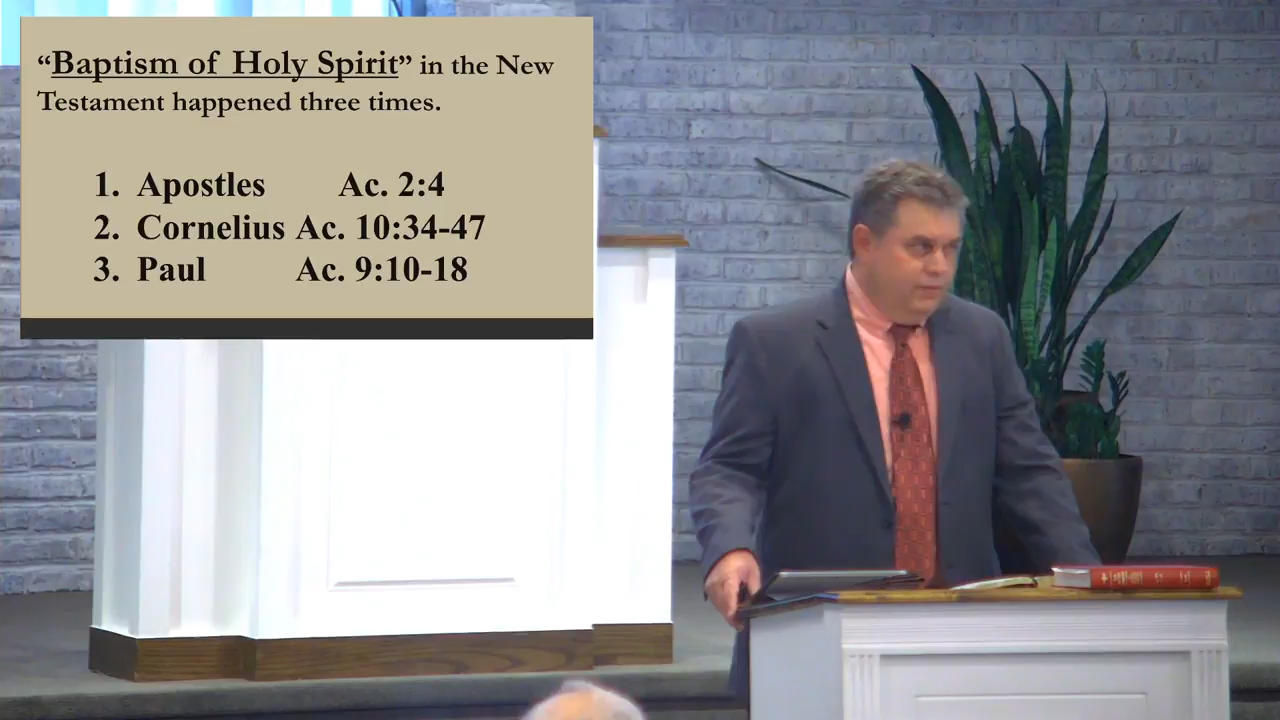 “Baptism of Holy Spirit” in the New
Testament happened three times.
1. Apostles Ac. 2:4
2. Cornelius Ac. 10:34-47
3. Paul Ac. 9:10-18